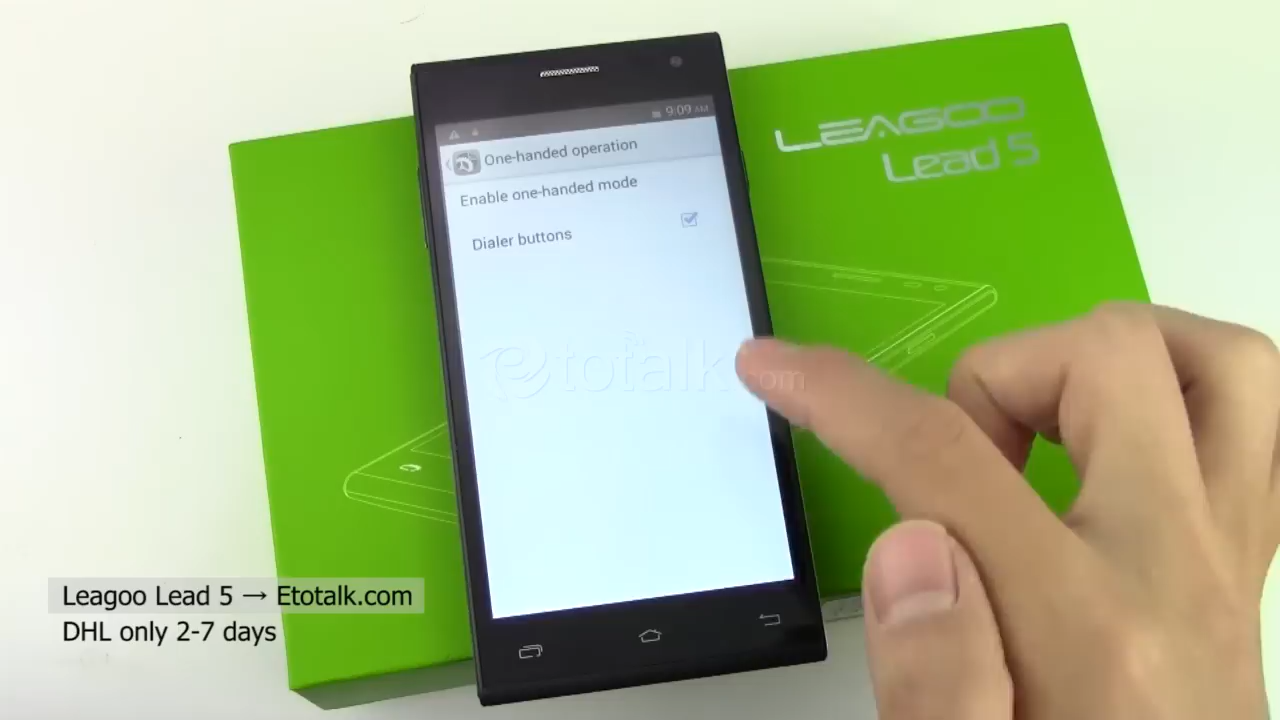 9:09 AM
One-handed operation
Enable one-handed mode
Dialer buttons
LEAGOO
Lead 5
etotalk.com
Leagoo Lead 5 → Etotalk.com
DHL only 2-7 days